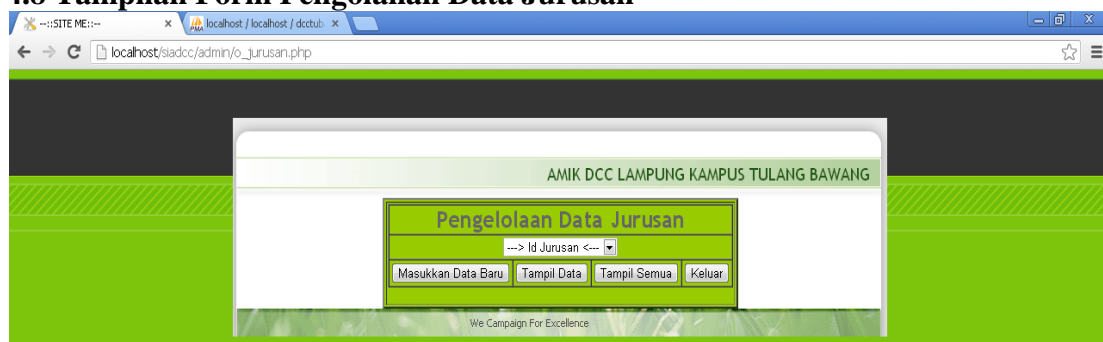 4.8 Tampilan Form Pengolahan Data Jurusan
--::SITE ME::-- × localhost / localhost / dcctub ×
localhost/siadcc/admin/o_jurusan.php
AMIK DCC LAMPUNG KAMPUS TULANG BAWANG
Pengelolaan Data Jurusan
---> Id Jurusan <---
Masukkan Data Baru Tampil Data Tampil Semua Keluar
We Campaign For Excellence